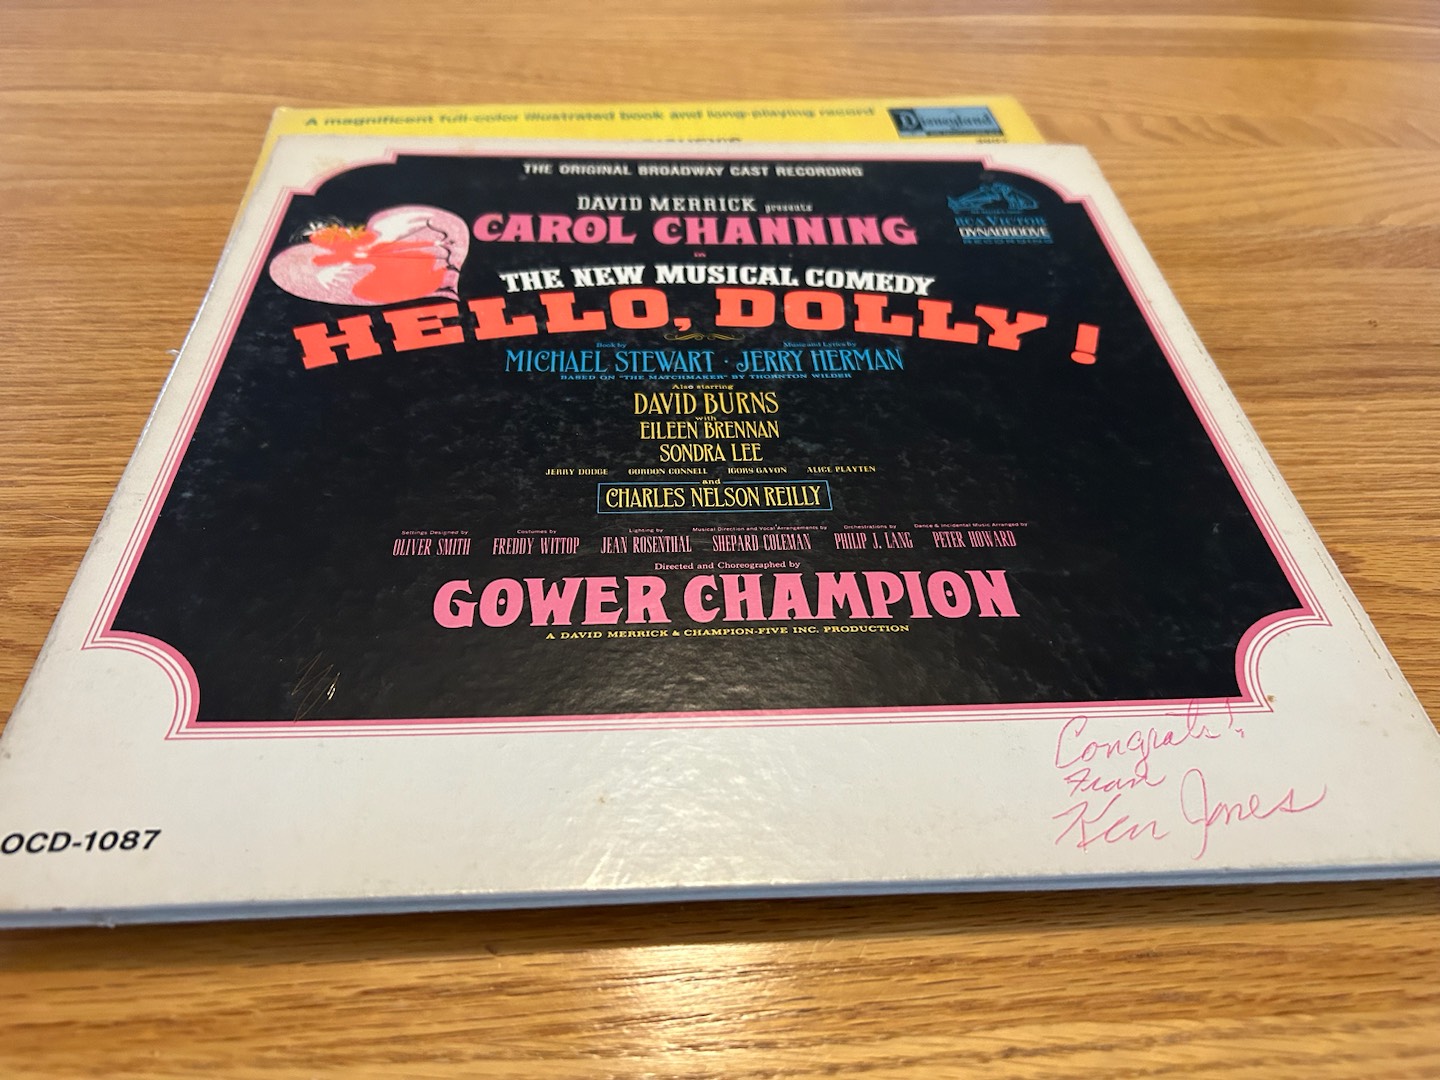 A magnificent full-color illustrated book and long-playing record
Disneyland
THE ORIGINAL BROADWAY CAST RECORDING
DAVID MERRICK presents
CAROL CHANNING
in
THE NEW MUSICAL COMEDY
HELLO, DOLLY!
RCA VICTOR
DYNAGROOVE
RECORDING
Book by Music and Lyrics by
MICHAEL STEWART · JERRY HERMAN
BASED ON "THE MATCHMAKER" BY THORNTON WILDER
Also starring
DAVID BURNS
with
EILEEN BRENNAN
SONDRA LEE
JERRY DODGE GORDON CONNELL IGORS GAVON ALICE PLAYTEN
and
CHARLES NELSON REILLY
Settings Designed by Costumes by Lighting by Musical Direction and Vocal Arrangements by Orchestrations by Dance & Incidental Music Arranged by
OLIVER SMITH FREDDY WITTOP JEAN ROSENTHAL SHEPARD COLEMAN PHILIP J. LANG PETER HOWARD
Directed and Choreographed by
GOWER CHAMPION
A DAVID MERRICK & CHAMPION-FIVE INC. PRODUCTION
Congrats!
From
Ken Jones
OCD-1087